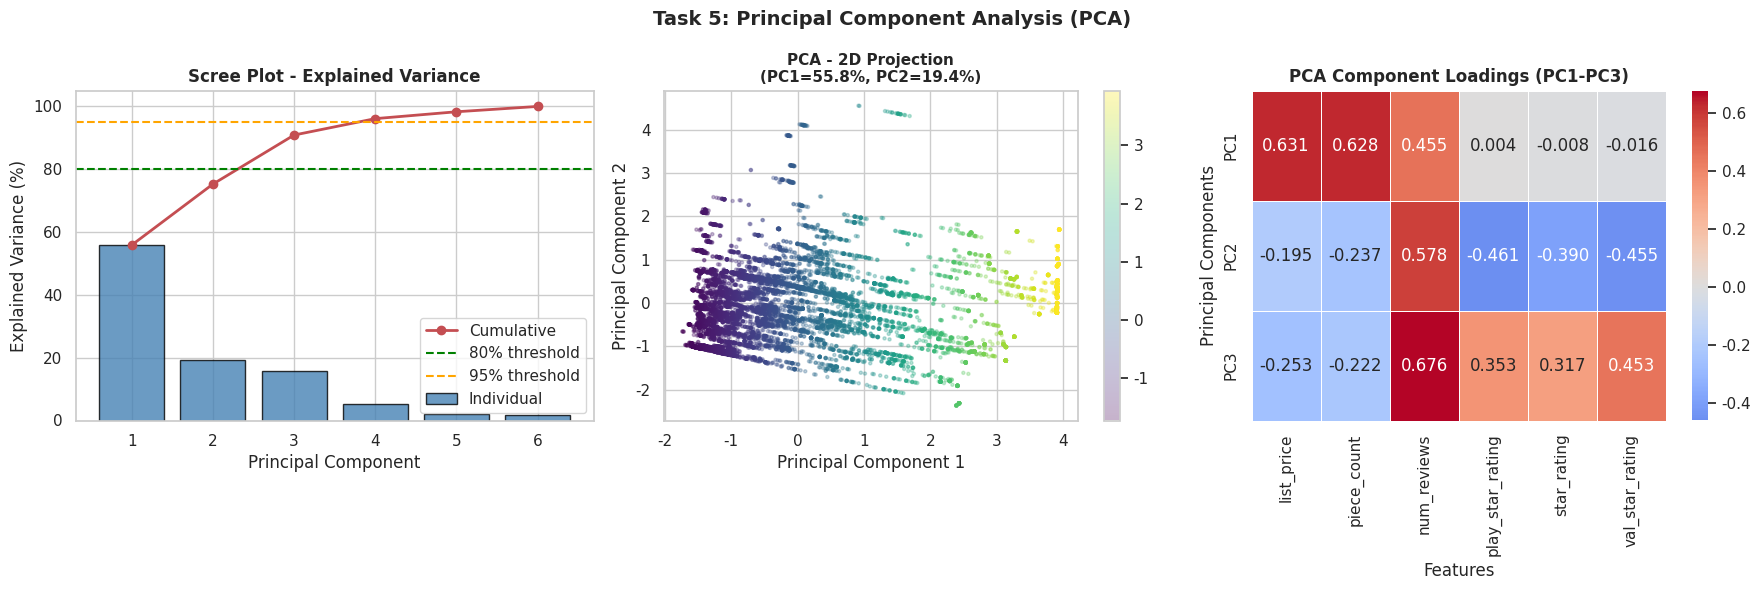 Task 5: Principal Component Analysis (PCA)
Scree Plot - Explained Variance
Explained Variance (%)
100
80
60
40
20
0
1 2 3 4 5 6
Principal Component
Cumulative
80% threshold
95% threshold
Individual
PCA - 2D Projection
(PC1=55.8%, PC2=19.4%)
Principal Component 2
4
3
2
1
0
-1
-2
-2 -1 0 1 2 3 4
Principal Component 1
3
2
1
0
-1
PCA Component Loadings (PC1-PC3)
Principal Components
PC1
0.631 0.628 0.455 0.004 -0.008 -0.016
PC2
-0.195 -0.237 0.578 -0.461 -0.390 -0.455
PC3
-0.253 -0.222 0.676 0.353 0.317 0.453
list_price
piece_count
num_reviews
play_star_rating
star_rating
val_star_rating
Features
0.6
0.4
0.2
0.0
-0.2
-0.4